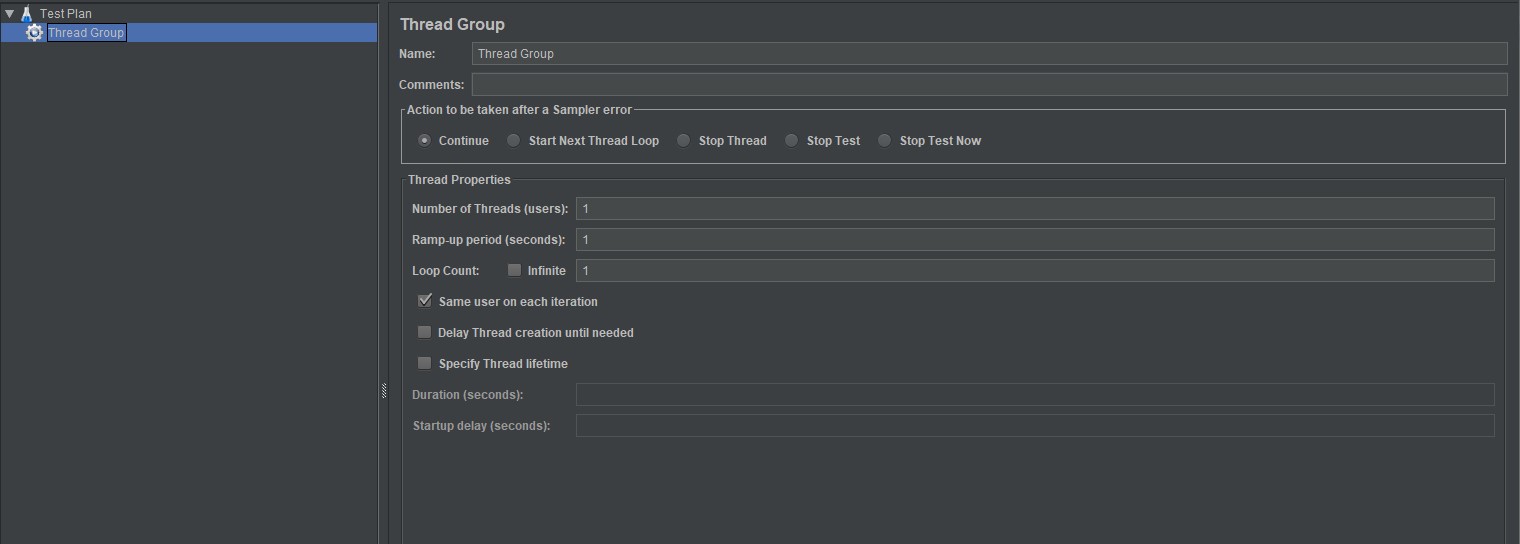 Test Plan
Thread Group
Thread Group
Name: Thread Group
Comments:
Action to be taken after a Sampler error
Continue Start Next Thread Loop Stop Thread Stop Test Stop Test Now
Thread Properties
Number of Threads (users): 1
Ramp-up period (seconds): 1
Loop Count: Infinite 1
Same user on each iteration
Delay Thread creation until needed
Specify Thread lifetime
Duration (seconds):
Startup delay (seconds):